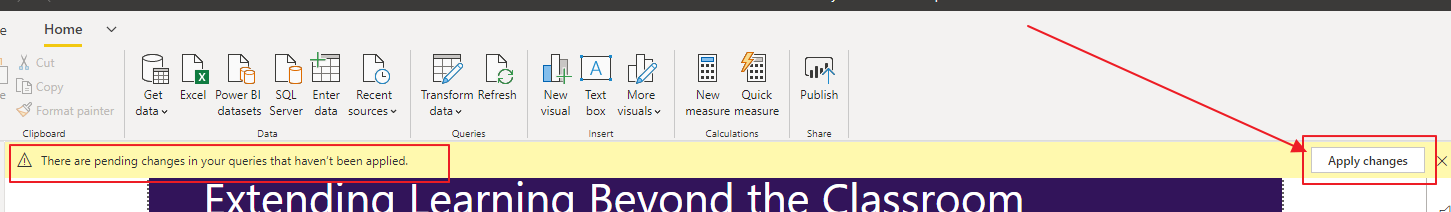 Home
Cut
Copy
Format painter
Clipboard
Get data
Excel
Power BI datasets
SQL Server
Enter data
Recent sources
Data
Transform data
Refresh
Queries
New visual
Text box
More visuals
Insert
New measure
Quick measure
Calculations
Publish
Share
There are pending changes in your queries that haven't been applied.
Apply changes
Extending Learning Beyond the Classroom